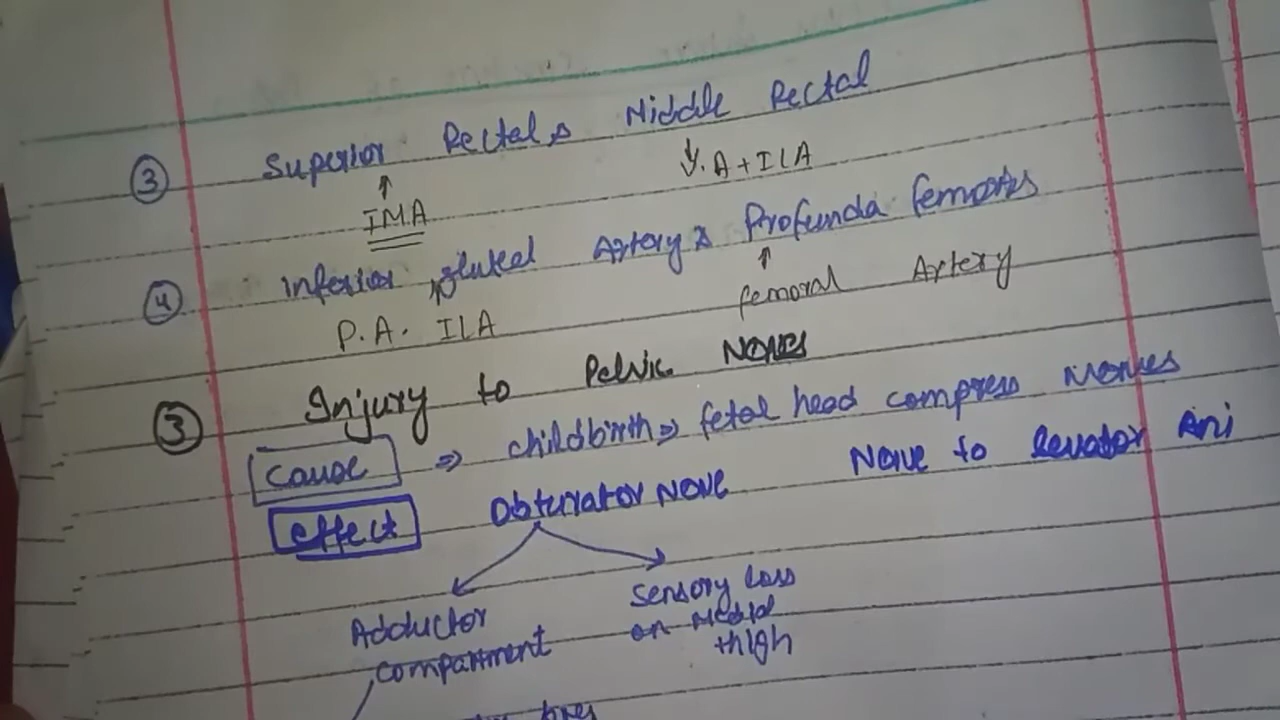 ③ Superior Rectal & Middle Rectal
↑ ↓
IMA V.A + ILA
④ inferior gluteal Artery & Profunda femoris
↑ ↑
P.A. ILA femoral Artery
③ Injury to Pelvic Nerves
Cause ⇒ childbirth ⇒ fetal head compress Nerves
effect Obturator Nerve Nerve to levator Ani
Adductor compartment
Sensory loss
on Medial
thigh